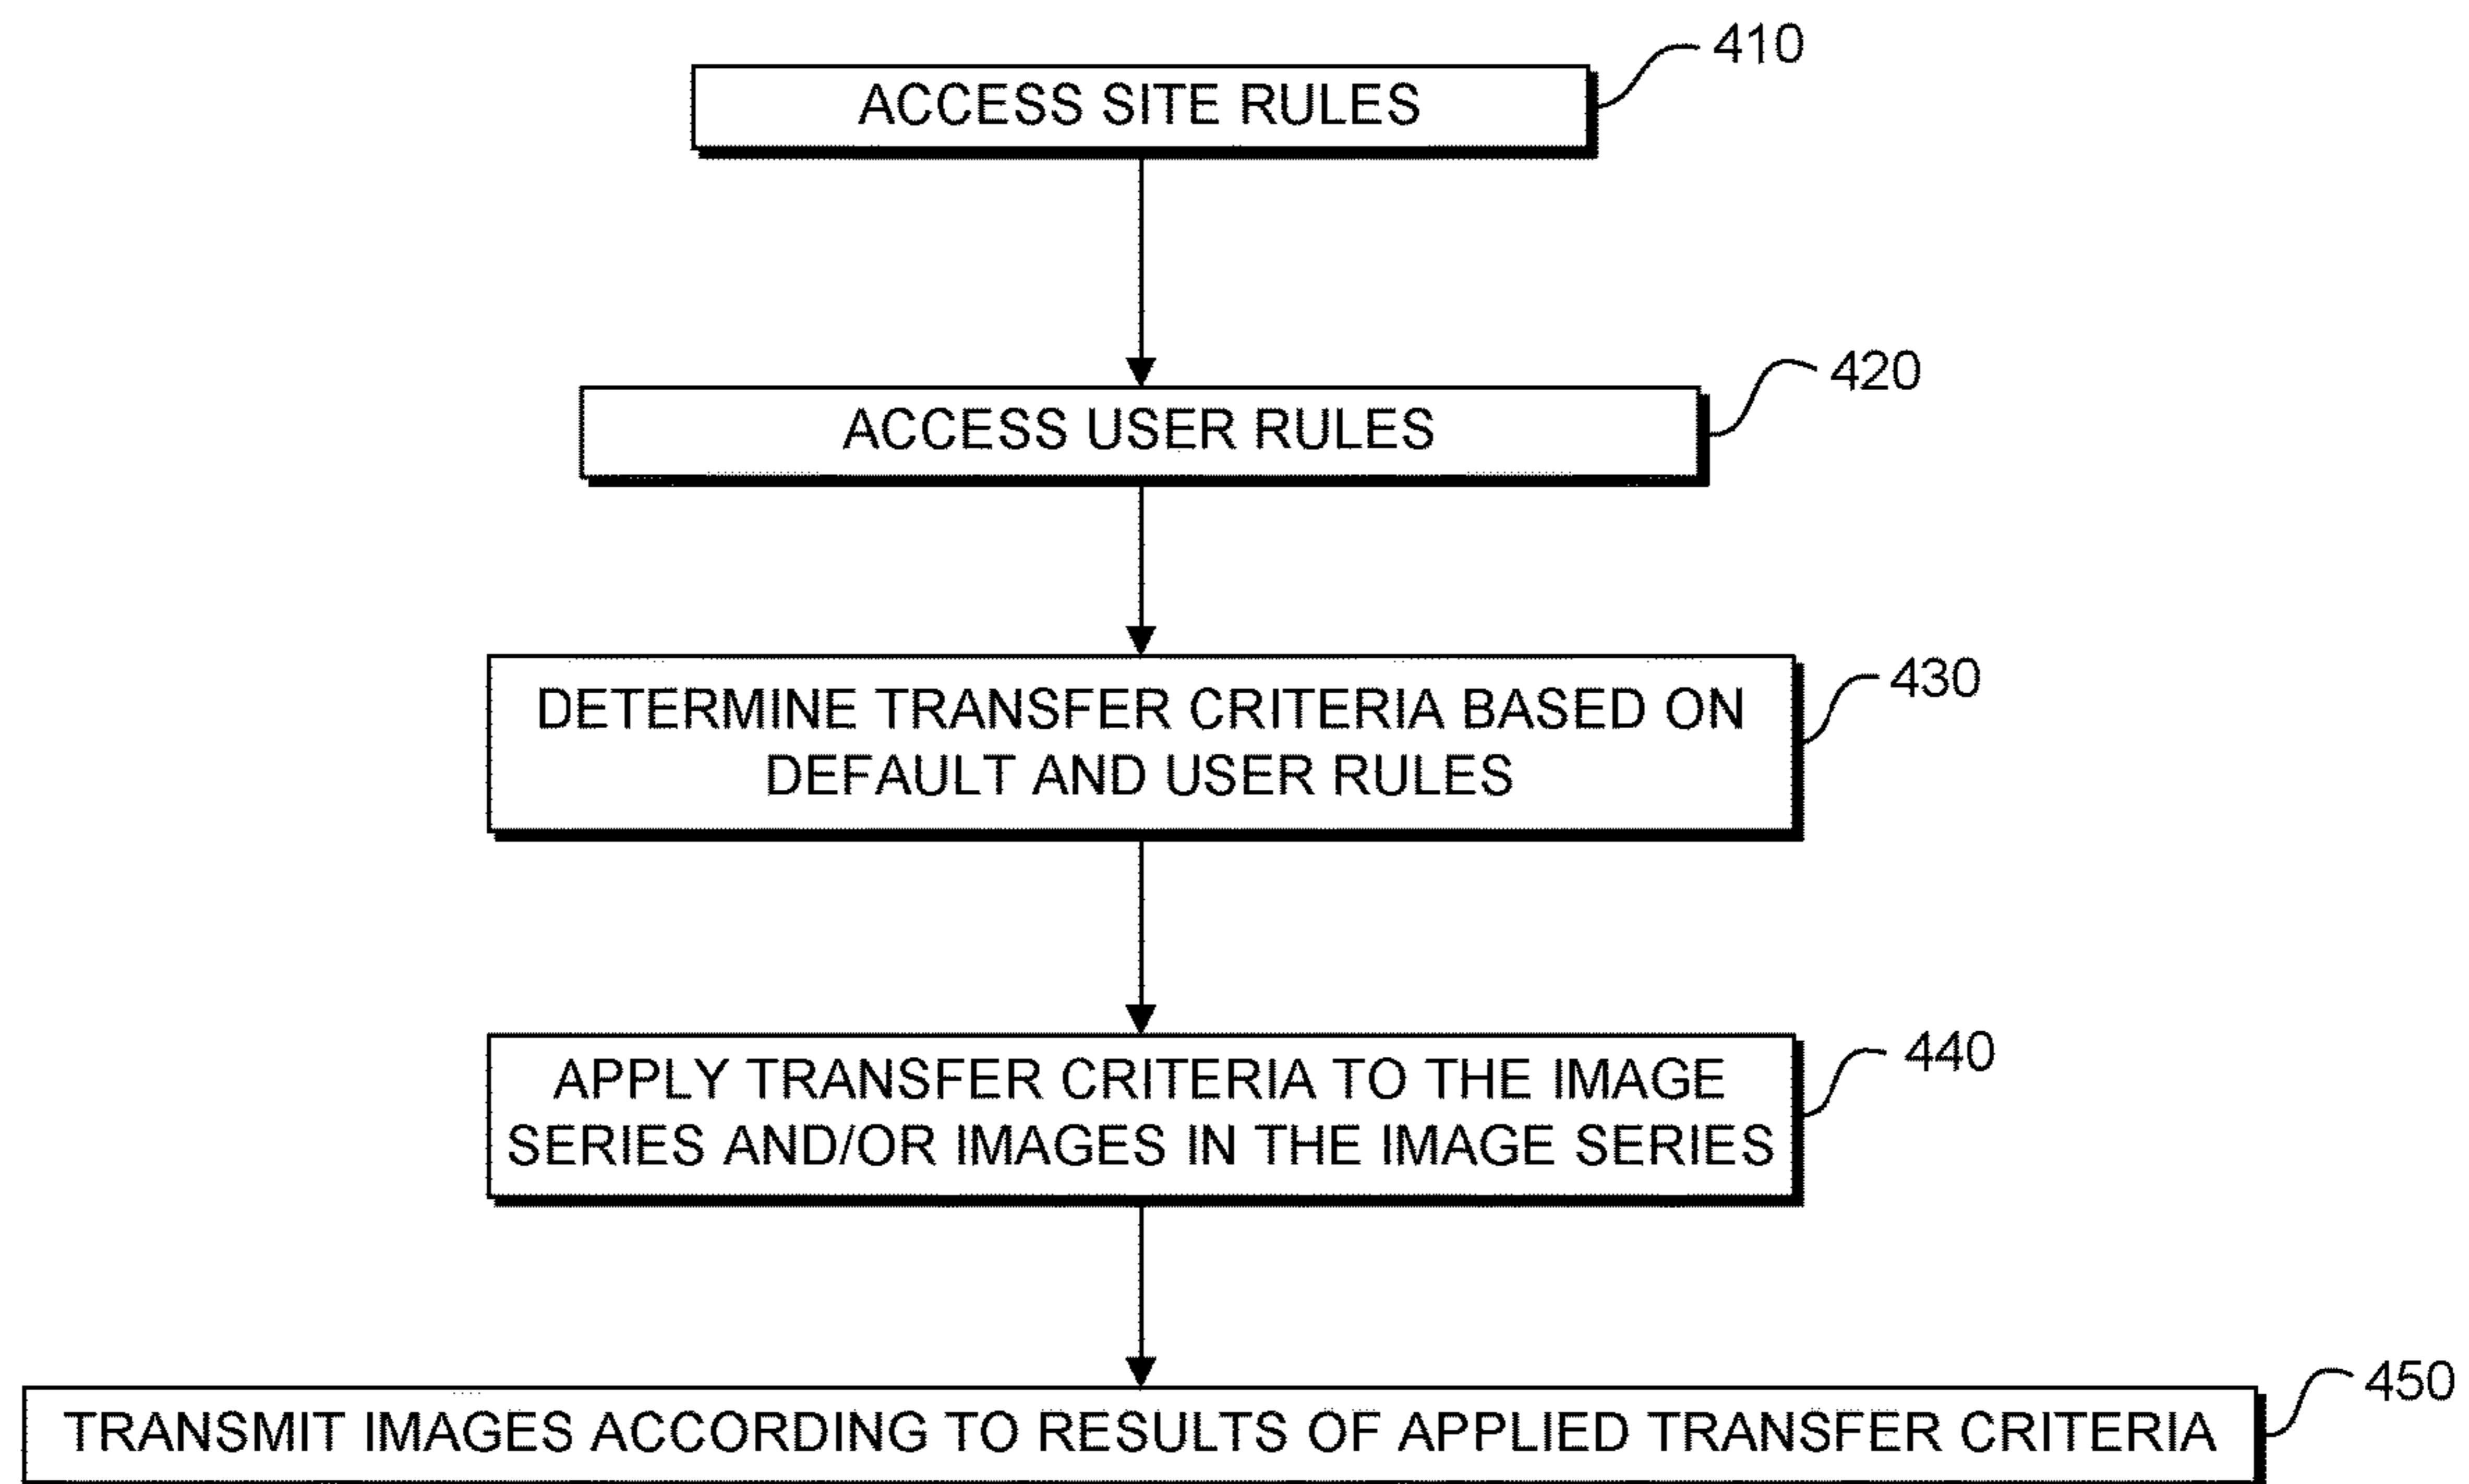 410
ACCESS SITE RULES
420
ACCESS USER RULES
430
DETERMINE TRANSFER CRITERIA BASED ON
DEFAULT AND USER RULES
440
APPLY TRANSFER CRITERIA TO THE IMAGE
SERIES AND/OR IMAGES IN THE IMAGE SERIES
450
TRANSMIT IMAGES ACCORDING TO RESULTS OF APPLIED TRANSFER CRITERIA